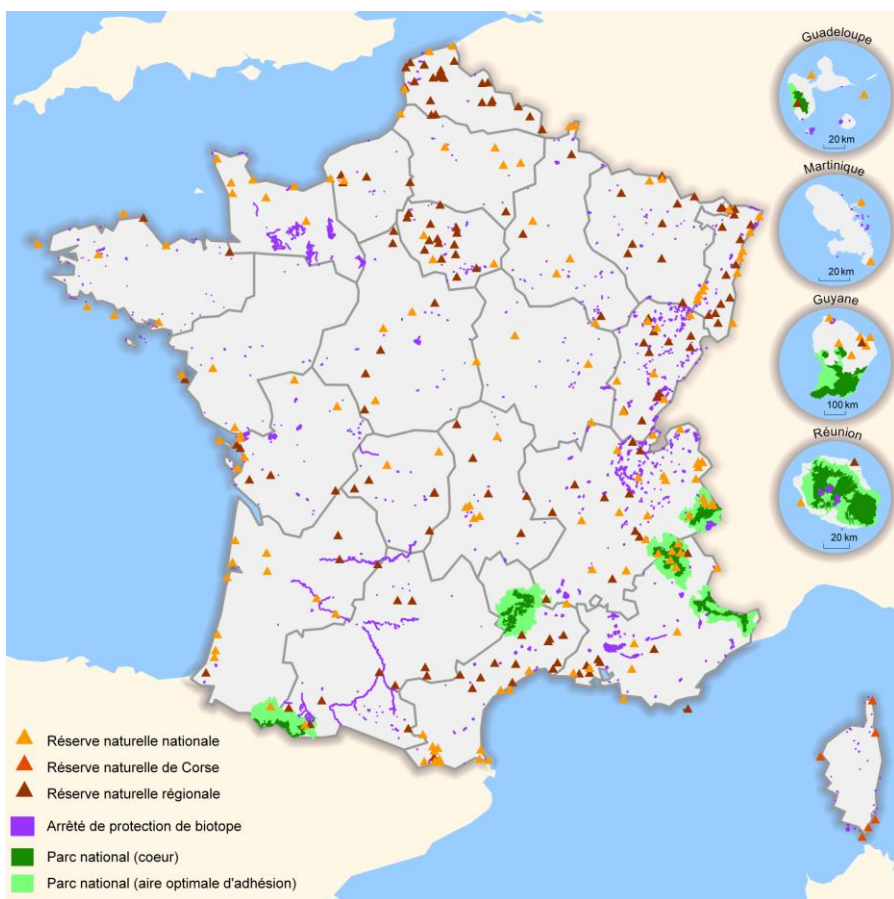 Guadeloupe
20 km
Martinique
20 km
Guyane
100 km
Réunion
20 km
Réserve naturelle nationale
Réserve naturelle de Corse
Réserve naturelle régionale
Arrêté de protection de biotope
Parc national (coeur)
Parc national (aire optimale d'adhésion)